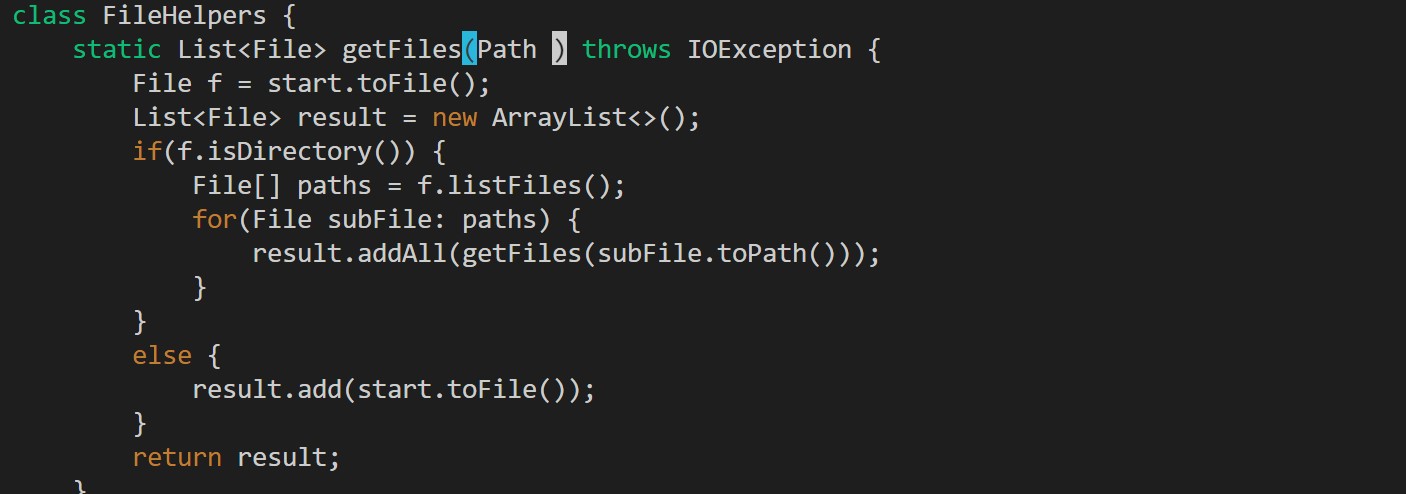 class FileHelpers {
    static List<File> getFiles(Path ) throws IOException {
        File f = start.toFile();
        List<File> result = new ArrayList<>();
        if(f.isDirectory()) {
            File[] paths = f.listFiles();
            for(File subFile: paths) {
                result.addAll(getFiles(subFile.toPath()));
            }
        }
        else {
            result.add(start.toFile());
        }
        return result;
    }